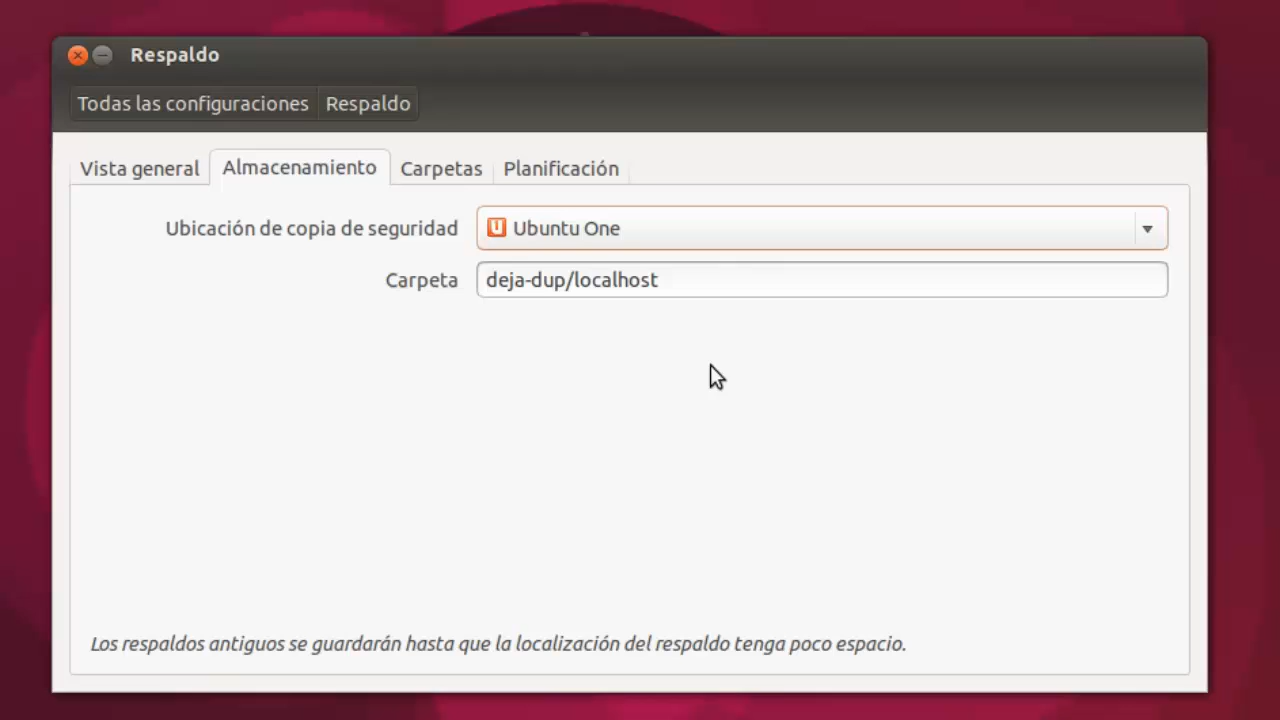 Respaldo
Todas las configuraciones Respaldo
Vista general Almacenamiento Carpetas Planificación
Ubicación de copia de seguridad Ubuntu One
Carpeta deja-dup/localhost
Los respaldos antiguos se guardarán hasta que la localización del respaldo tenga poco espacio.